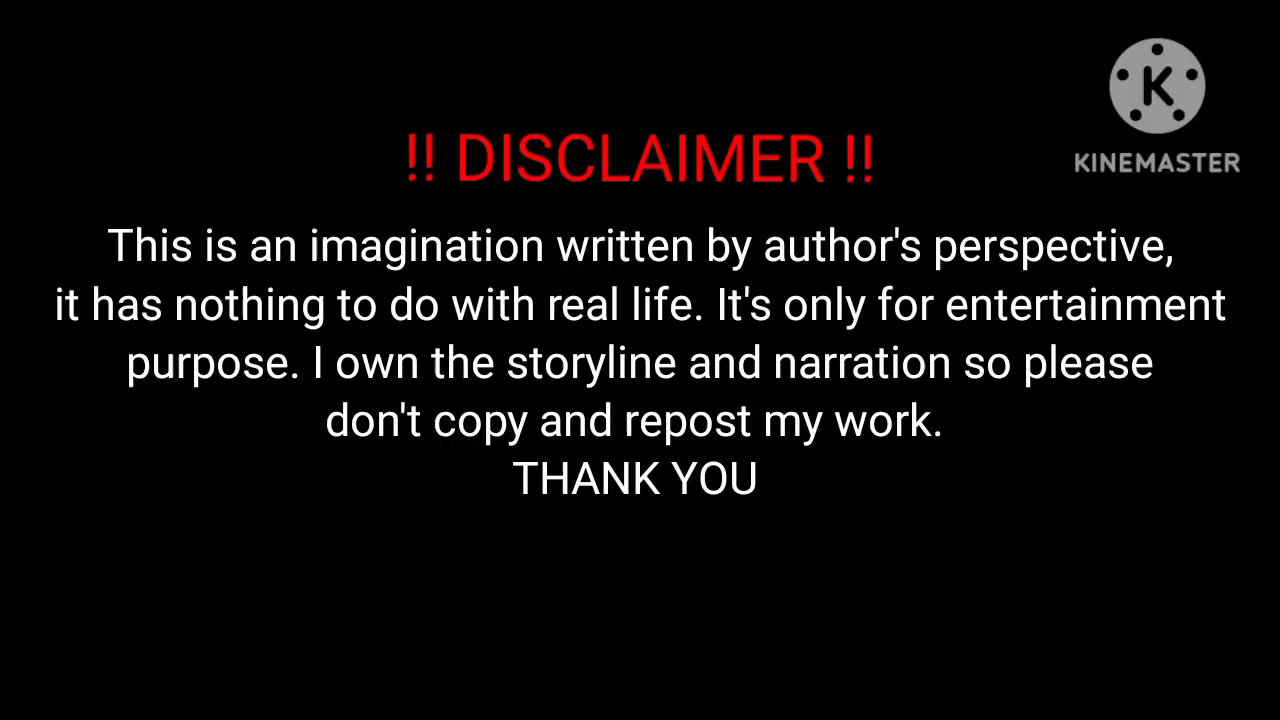 K
KINEMASTER
!! DISCLAIMER !!
This is an imagination written by author's perspective,
it has nothing to do with real life. It's only for entertainment
purpose. I own the storyline and narration so please
don't copy and repost my work.
THANK YOU